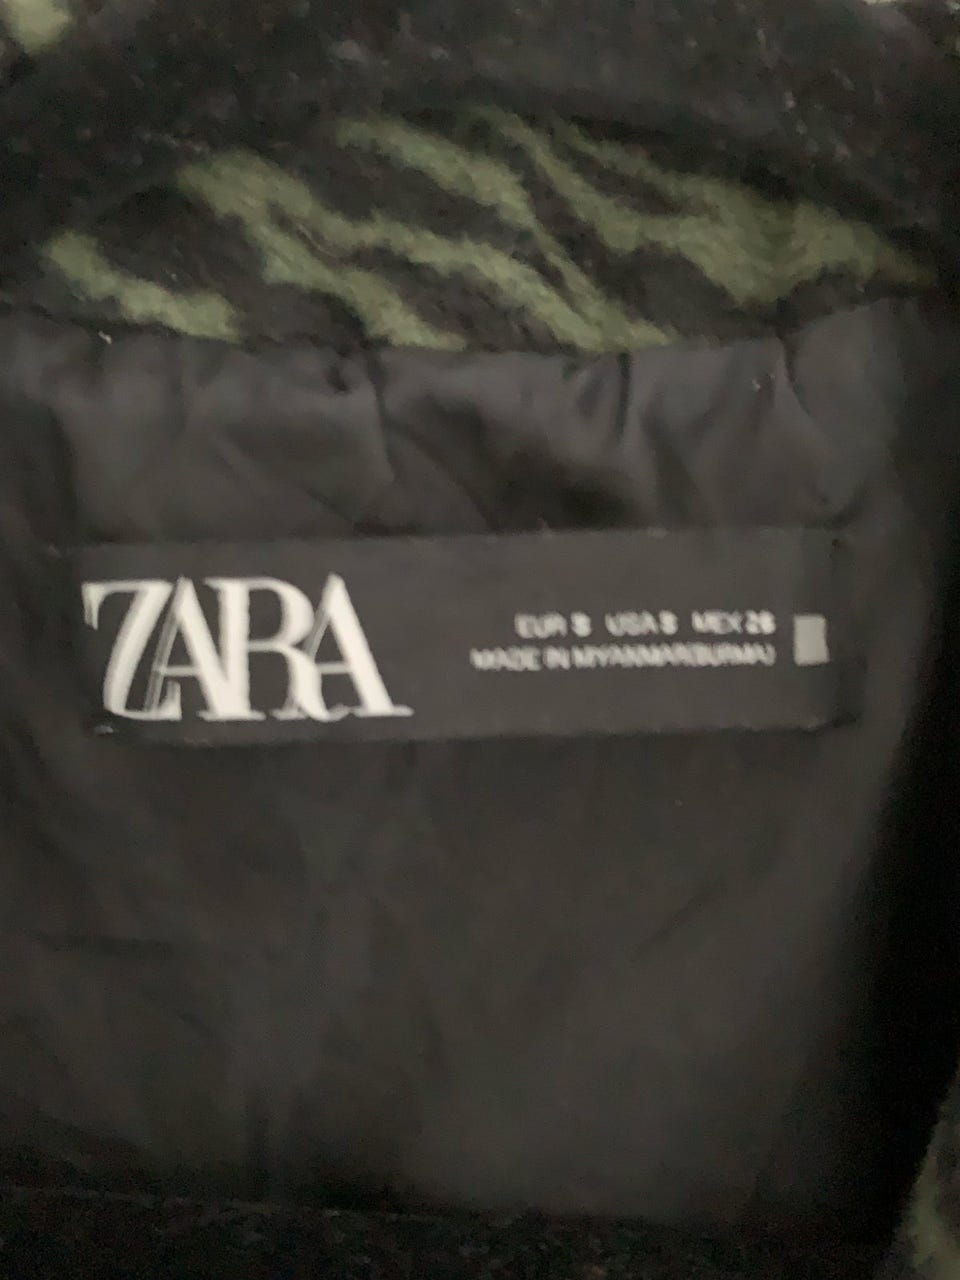 ZARA
EUR S USA S MEX 26
MADE IN MYANMAR(BURMA)